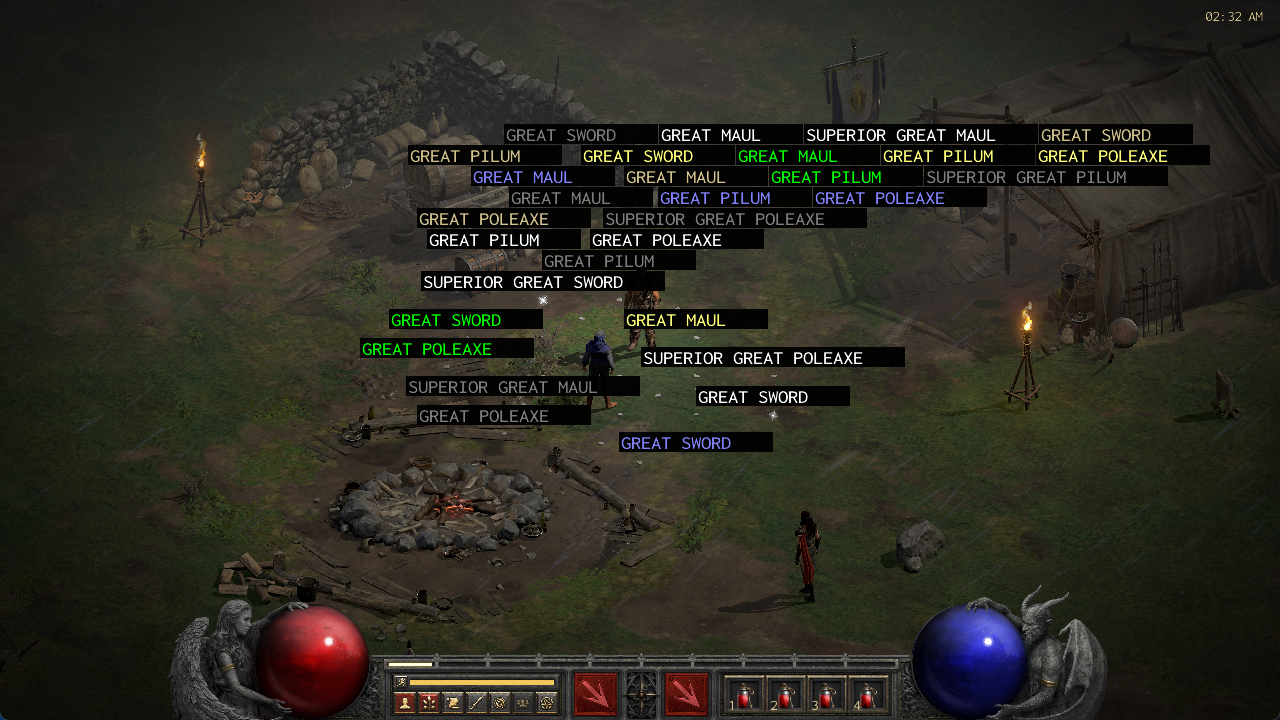 02:32 AM
GREAT SWORD GREAT MAUL SUPERIOR GREAT MAUL GREAT SWORD
GREAT PILUM GREAT SWORD GREAT MAUL GREAT PILUM GREAT POLEAXE
GREAT MAUL GREAT MAUL GREAT PILUM SUPERIOR GREAT PILUM
GREAT MAUL GREAT PILUM GREAT POLEAXE
GREAT POLEAXE SUPERIOR GREAT POLEAXE
GREAT PILUM GREAT POLEAXE
GREAT PILUM
SUPERIOR GREAT SWORD
GREAT SWORD GREAT MAUL
GREAT POLEAXE
SUPERIOR GREAT POLEAXE
SUPERIOR GREAT MAUL
GREAT SWORD
GREAT POLEAXE
GREAT SWORD
1 2 3 4